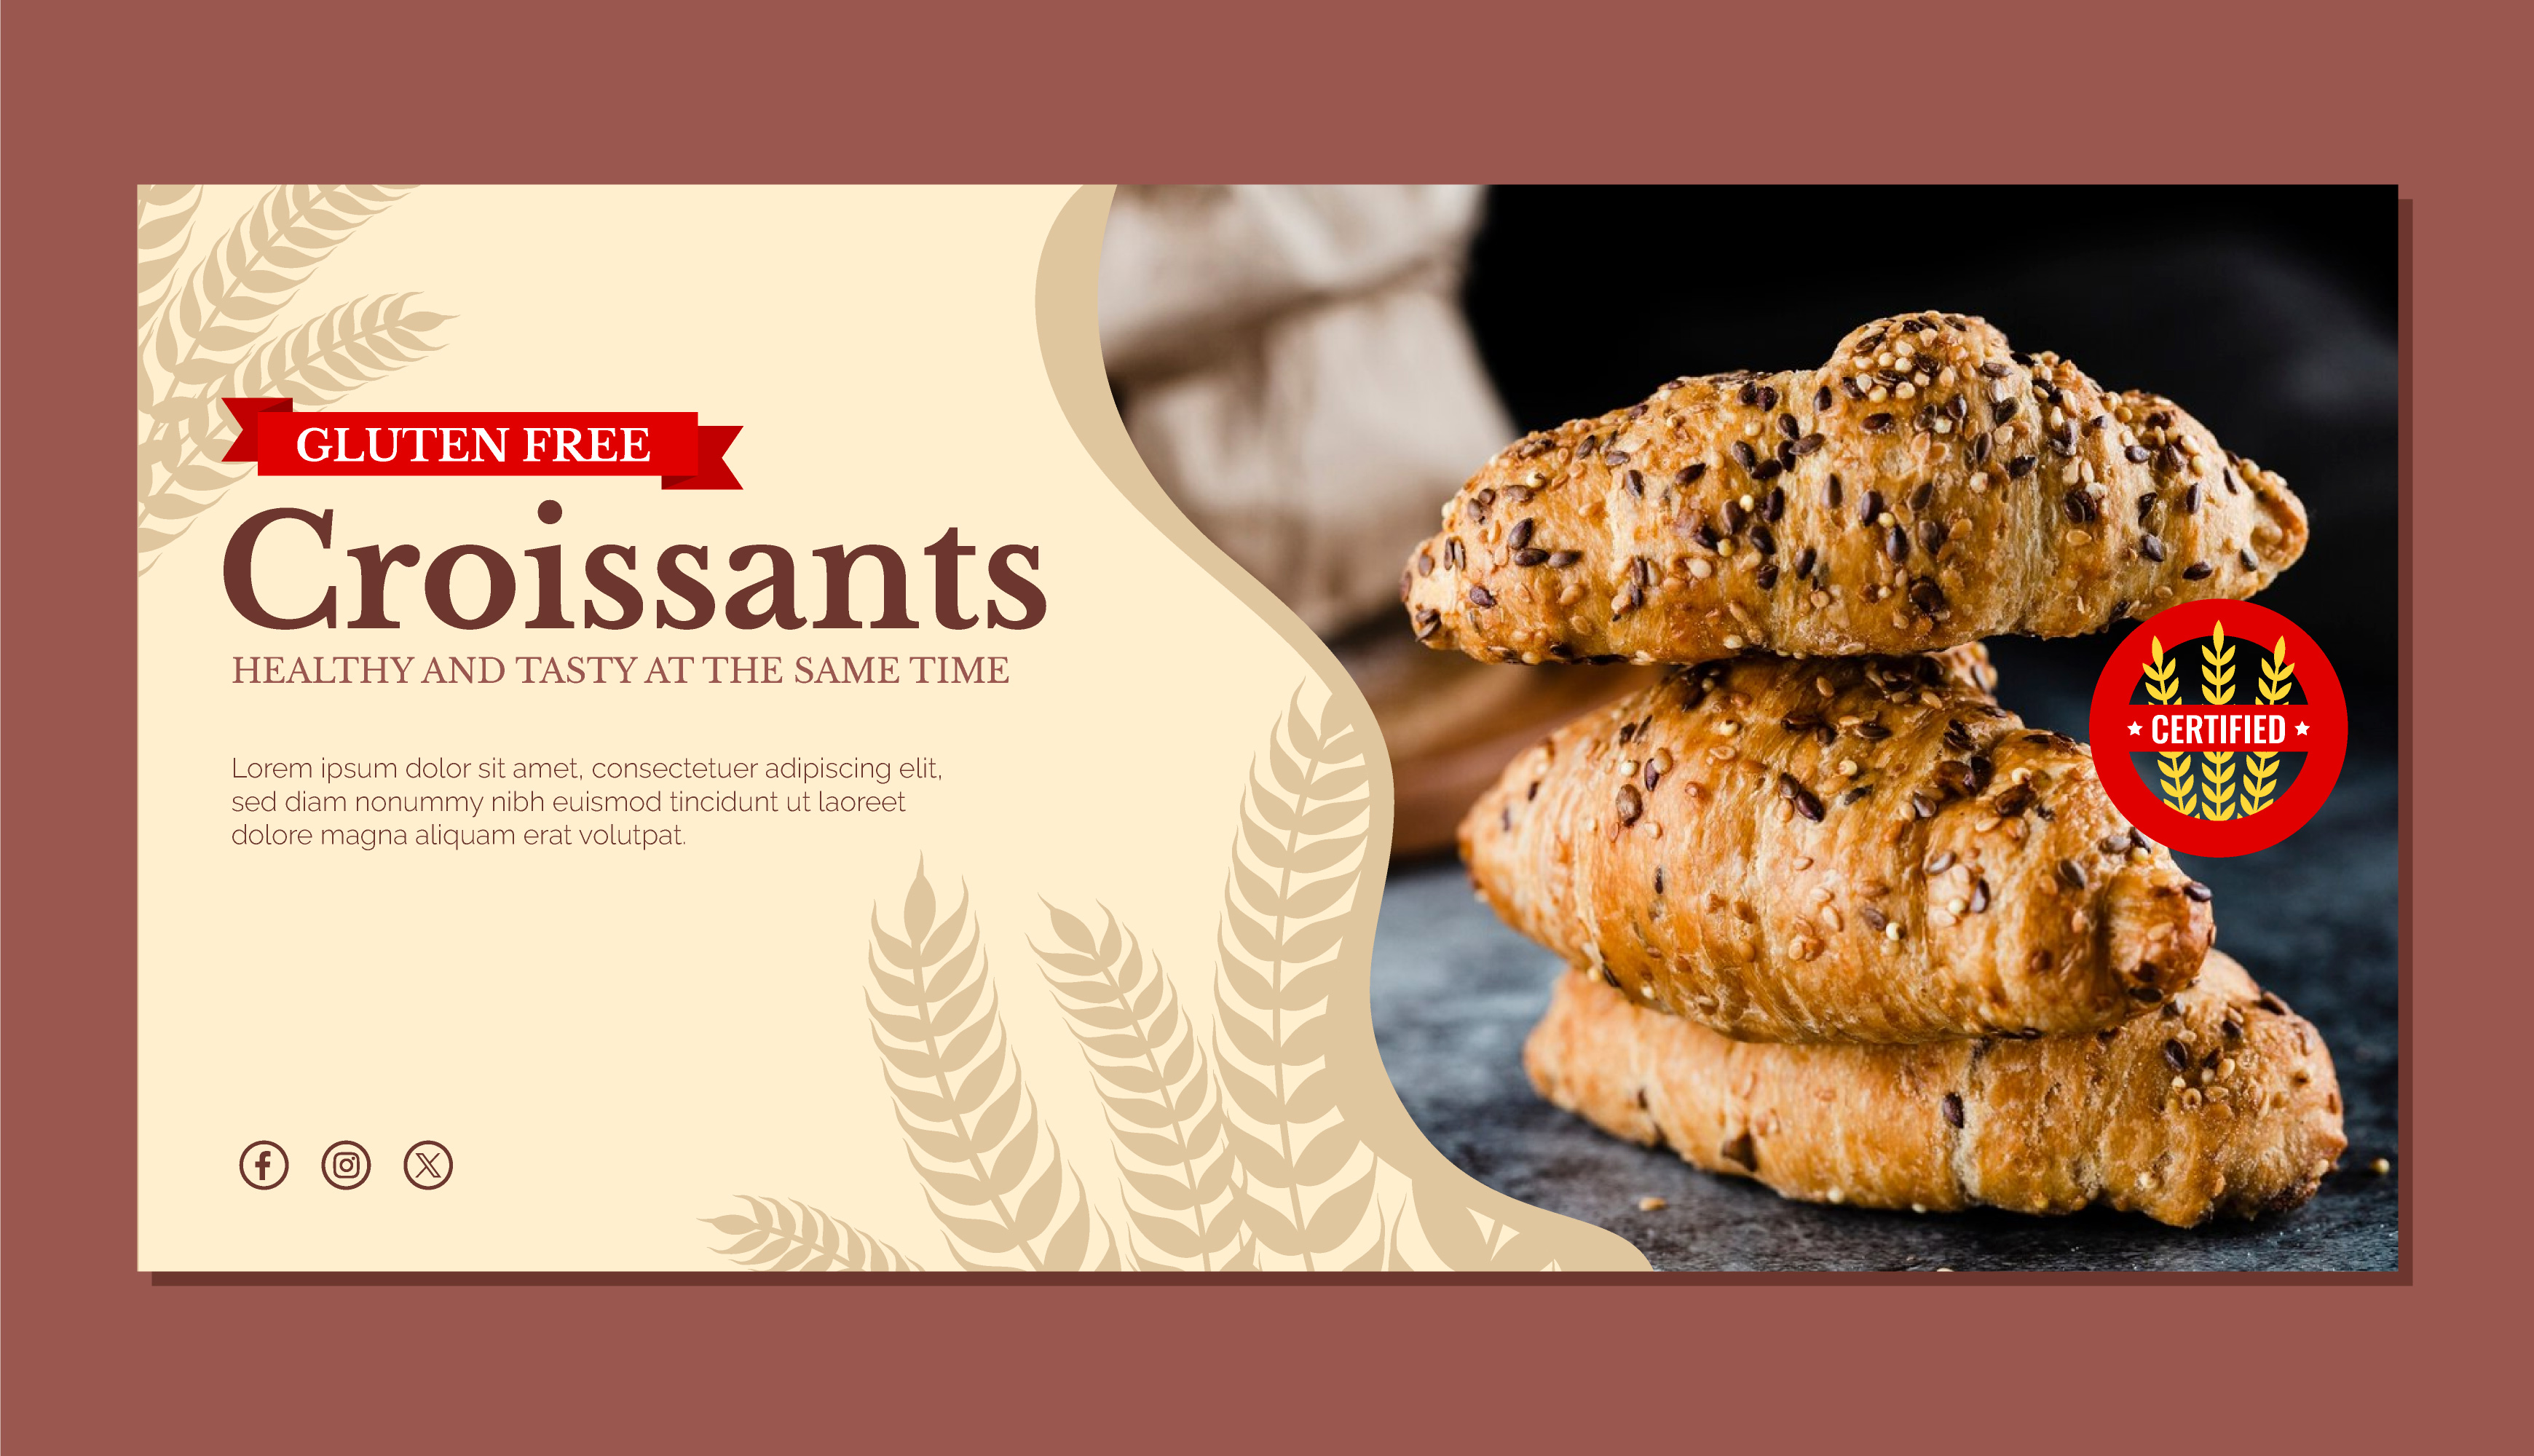 GLUTEN FREE
Croissants
HEALTHY AND TASTY AT THE SAME TIME
Lorem ipsum dolor sit amet, consectetuer adipiscing elit,
sed diam nonummy nibh euismod tincidunt ut laoreet
dolore magna aliquam erat volutpat.
CERTIFIED